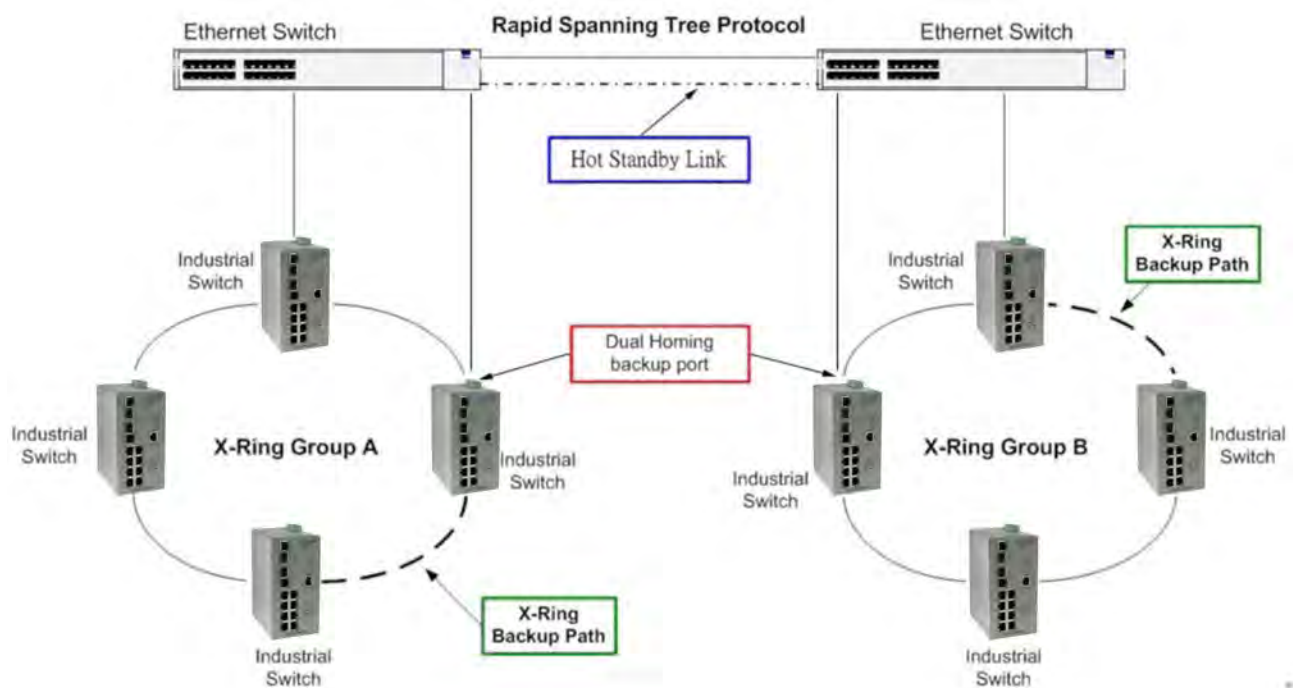 Rapid Spanning Tree Protocol
Ethernet Switch
Ethernet Switch
Hot Standby Link
Industrial
Switch
Industrial
Switch
X-Ring
Backup Path
Dual Homing
backup port
Industrial
Switch
X-Ring Group A
Industrial
Switch
Industrial
Switch
X-Ring Group B
Industrial
Switch
X-Ring
Backup Path
Industrial
Switch
Industrial
Switch